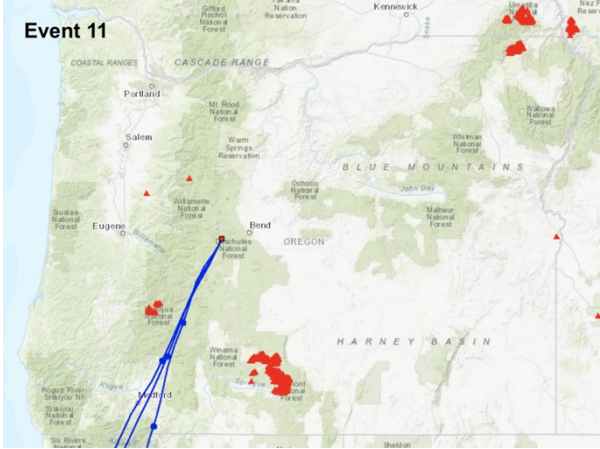 Event 11
Gifford
Pinchot
National
Forest
Nation
Reservation
Kennewick
Snake
Umatilla
COASTAL RANGES
CASCADE RANGE
Portland
Mt. Hood
National
Forest
Wallowa
National
Forest
Salem
Warm
Springs
Reservation
Whitman
National
Forest
BLUE MOUNTAINS
Ochoco
National
Forest
John Day
Siuslaw
National
Forest
Willamette
National
Forest
Malheur
National
Forest
Eugene
Bend
OREGON
Deschutes
National
Forest
National
Forest
HARNEY BASIN
Winema
National
Forest
Rogue
Medford
Rogue River-
Siskiyou NF
Forest
Siskiyou
National
Forest
Six Rivers
Sheldon